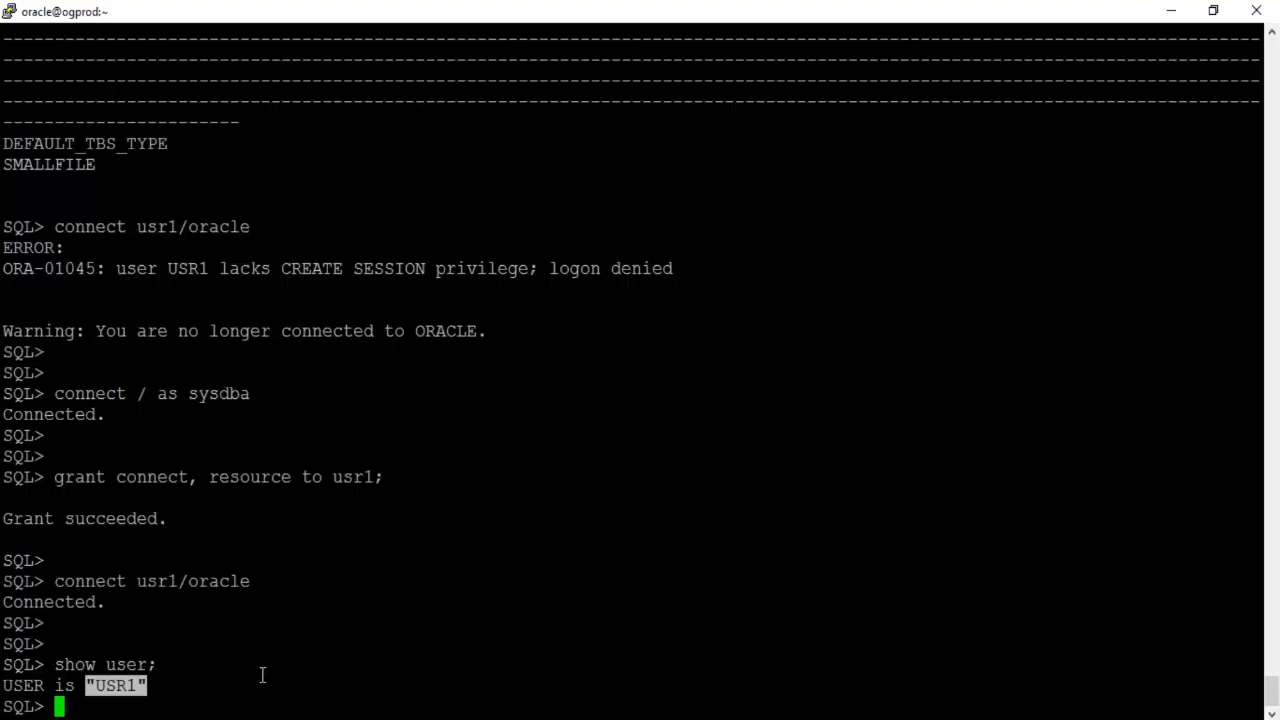 oracle@ogprod:~
------------------------------------------------------------------------------------------------------------------------
------------------------------------------------------------------------------------------------------------------------
------------------------------------------------------------------------------------------------------------------------
------------------------------------------------------------------------------------------------------------------------
-----------------------
DEFAULT_TBS_TYPE
SMALLFILE
SQL> connect usr1/oracle
ERROR:
ORA-01045: user USR1 lacks CREATE SESSION privilege; logon denied
Warning: You are no longer connected to ORACLE.
SQL>
SQL>
SQL> connect / as sysdba
Connected.
SQL>
SQL>
SQL> grant connect, resource to usr1;
Grant succeeded.
SQL>
SQL> connect usr1/oracle
Connected.
SQL>
SQL>
SQL> show user;
USER is "USR1"
SQL>